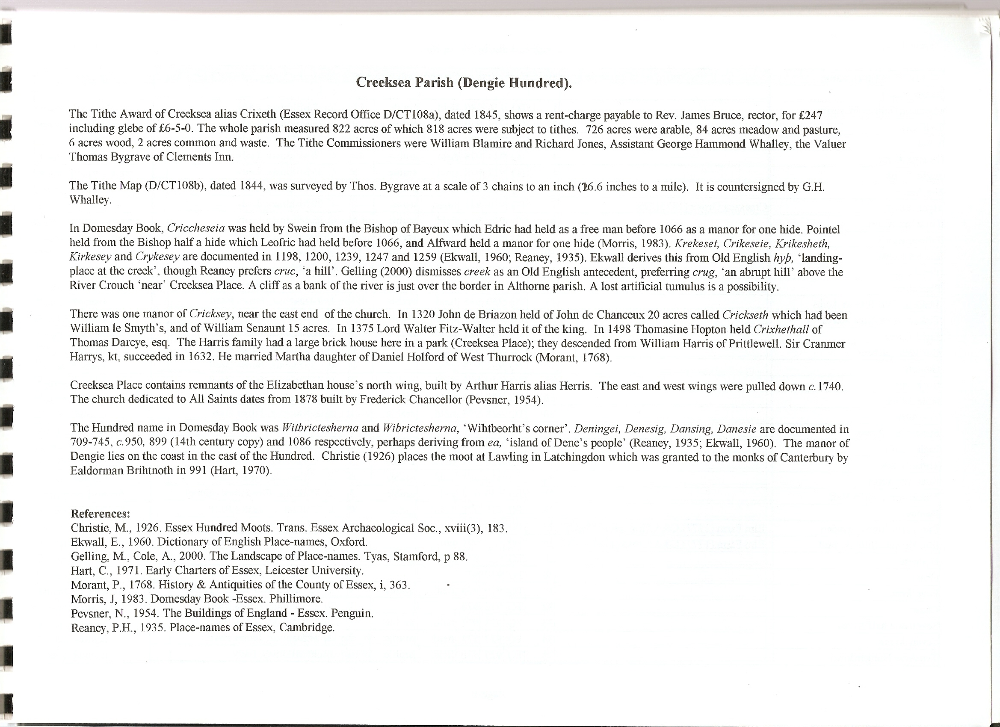 Creeksea Parish (Dengie Hundred).
The Tithe Award of Creeksea alias Crixeth (Essex Record Office D/CT108a), dated 1845, shows a rent-charge payable to Rev. James Bruce, rector, for £247
including glebe of £6-5-0. The whole parish measured 822 acres of which 818 acres were subject to tithes. 726 acres were arable, 84 acres meadow and pasture,
6 acres wood, 2 acres common and waste. The Tithe Commissioners were William Blamire and Richard Jones, Assistant George Hammond Whalley, the Valuer
Thomas Bygrave of Clements Inn.
The Tithe Map (D/CT108b), dated 1844, was surveyed by Thos. Bygrave at a scale of 3 chains to an inch (26.6 inches to a mile). It is countersigned by G.H.
Whalley.
In Domesday Book, Criccheseia was held by Swein from the Bishop of Bayeux which Edric had held as a free man before 1066 as a manor for one hide. Pointel
held from the Bishop half a hide which Leofric had held before 1066, and Alfward held a manor for one hide (Morris, 1983). Krekeset, Crikeseie, Krikesheth,
Kirkesey and Crykesey are documented in 1198, 1200, 1239, 1247 and 1259 (Ekwall, 1960; Reaney, 1935). Ekwall derives this from Old English hyþ, ‘landing-
place at the creek’, though Reaney prefers cruc, ‘a hill’. Gelling (2000) dismisses creek as an Old English antecedent, preferring crug, ‘an abrupt hill’ above the
River Crouch ‘near’ Creeksea Place. A cliff as a bank of the river is just over the border in Althorne parish. A lost artificial tumulus is a possibility.
There was one manor of Cricksey, near the east end of the church. In 1320 John de Briazon held of John de Chanceux 20 acres called Crickseth which had been
William le Smyth’s, and of William Senaunt 15 acres. In 1375 Lord Walter Fitz-Walter held it of the king. In 1498 Thomasine Hopton held Crixhethall of
Thomas Darcye, esq. The Harris family had a large brick house here in a park (Creeksea Place); they descended from William Harris of Prittlewell. Sir Cranmer
Harrys, kt, succeeded in 1632. He married Martha daughter of Daniel Holford of West Thurrock (Morant, 1768).
Creeksea Place contains remnants of the Elizabethan house’s north wing, built by Arthur Harris alias Herris. The east and west wings were pulled down c.1740.
The church dedicated to All Saints dates from 1878 built by Frederick Chancellor (Pevsner, 1954).
The Hundred name in Domesday Book was Witbrictesherna and Wibrictesherna, ‘Wihtbeorht’s corner’. Deningei, Denesig, Dansing, Danesie are documented in
709-745, c.950, 899 (14th century copy) and 1086 respectively, perhaps deriving from ea, ‘island of Dene’s people’ (Reaney, 1935; Ekwall, 1960). The manor of
Dengie lies on the coast in the east of the Hundred. Christie (1926) places the moot at Lawling in Latchingdon which was granted to the monks of Canterbury by
Ealdorman Brihtnoth in 991 (Hart, 1970).
References:
Christie, M., 1926. Essex Hundred Moots. Trans. Essex Archaeological Soc., xviii(3), 183.
Ekwall, E., 1960. Dictionary of English Place-names, Oxford.
Gelling, M., Cole, A., 2000. The Landscape of Place-names. Tyas, Stamford, p 88.
Hart, C., 1971. Early Charters of Essex, Leicester University.
Morant, P., 1768. History & Antiquities of the County of Essex, i, 363.
Morris, J, 1983. Domesday Book -Essex. Phillimore.
Pevsner, N., 1954. The Buildings of England - Essex. Penguin.
Reaney, P.H., 1935. Place-names of Essex, Cambridge.